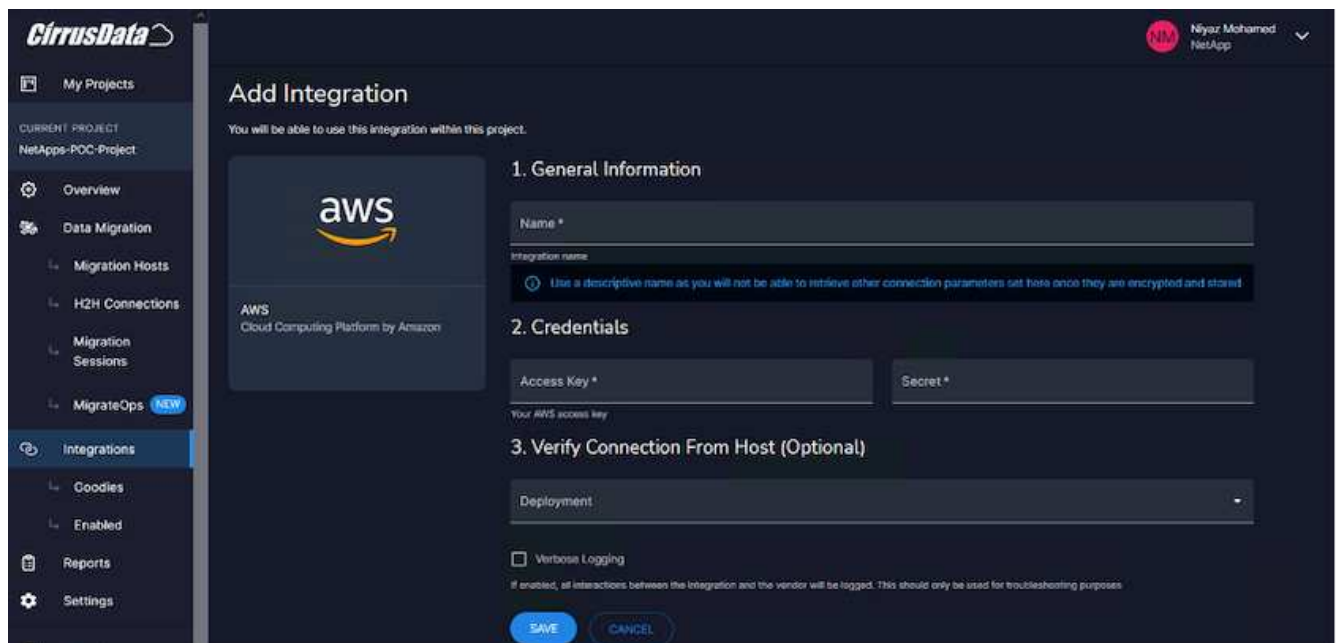 CirrusData
NM
Niyaz Mohamed
NetApp
My Projects
CURRENT PROJECT
NetApps-POC-Project
Overview
Data Migration
Migration Hosts
H2H Connections
Migration
Sessions
MigrateOps NEW
Integrations
Goodies
Enabled
Reports
Settings
Add Integration
You will be able to use this integration within this project.
aws
AWS
Cloud Computing Platform by Amazon
1. General Information
Name *
Integration name
Use a descriptive name as you will not be able to retrieve other connection parameters set here once they are encrypted and stored
2. Credentials
Access Key *
Secret *
Your AWS access key
3. Verify Connection From Host (Optional)
Deployment
Verbose Logging
If enabled, all interactions between the integration and the vendor will be logged. This should only be used for troubleshooting purposes
SAVE
CANCEL